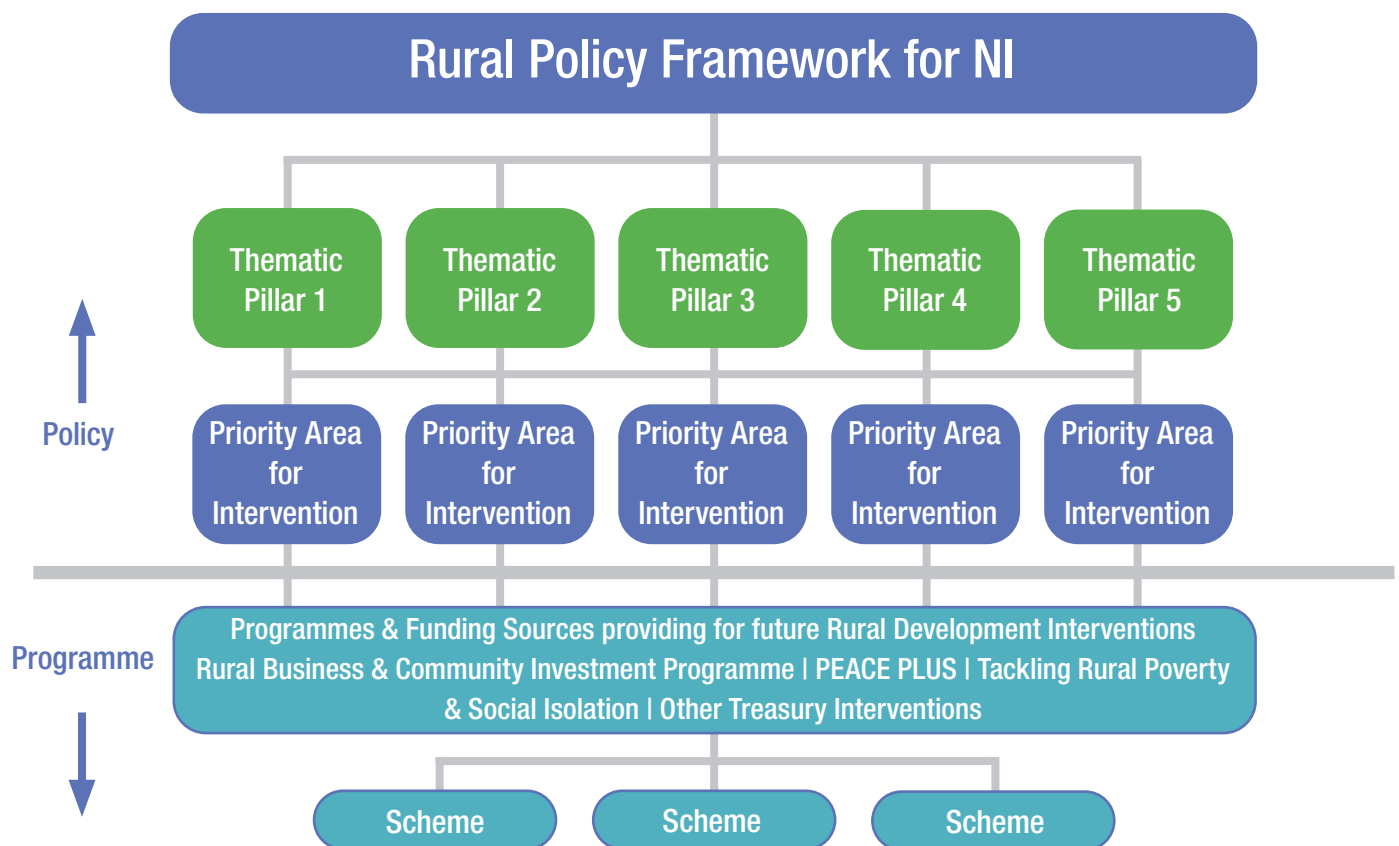 Rural Policy Framework for NI
Thematic
Pillar 1
Thematic
Pillar 2
Thematic
Pillar 3
Thematic
Pillar 4
Thematic
Pillar 5
Policy
Priority Area
for
Intervention
Priority Area
for
Intervention
Priority Area
for
Intervention
Priority Area
for
Intervention
Priority Area
for
Intervention
Programme
Programmes & Funding Sources providing for future Rural Development Interventions
Rural Business & Community Investment Programme | PEACE PLUS | Tackling Rural Poverty
& Social Isolation | Other Treasury Interventions
Scheme
Scheme
Scheme